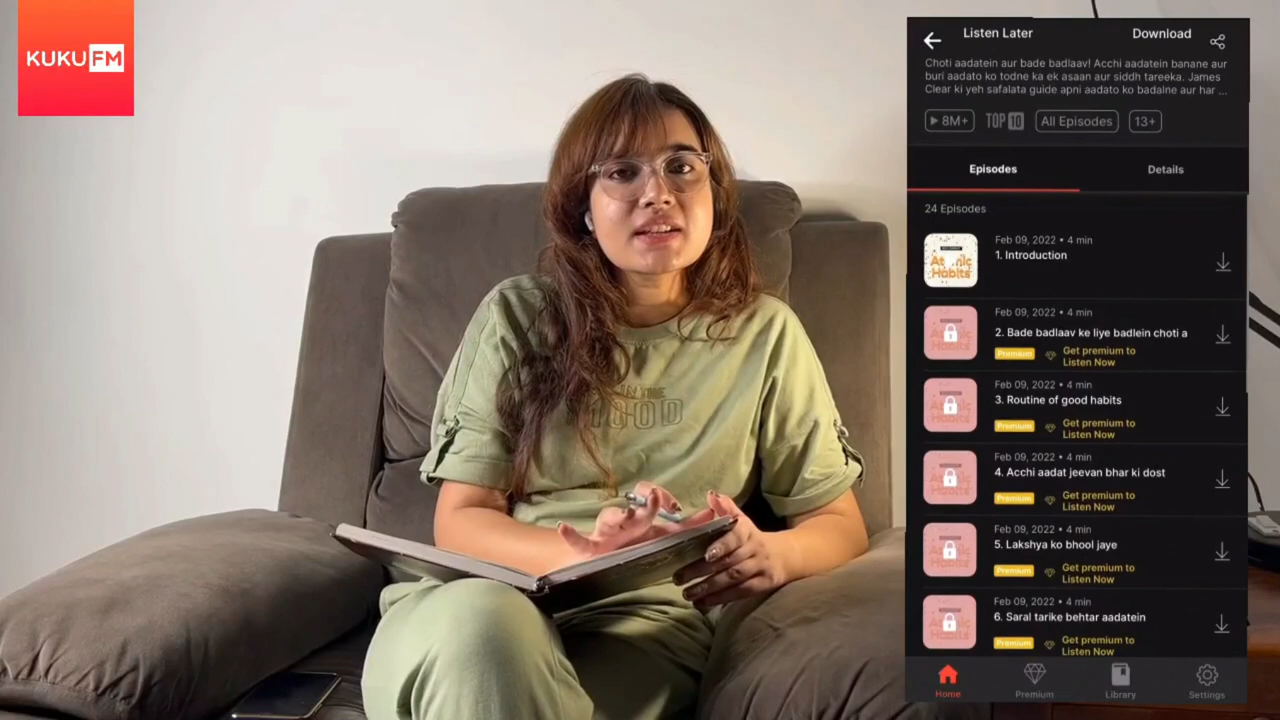 KUKU FM
Listen Later
Download
Choti aadatein aur bade badlaav! Acchi aadatein banane aur
buri aadato ko todne ka ek asaan aur siddh tareeka. James
Clear ki yeh safalata guide apni aadato ko badalne aur har ...
8M+
TOP 10
All Episodes
13+
Episodes
Details
24 Episodes
Feb 09, 2022 • 4 min
1. Introduction
Habits
Feb 09, 2022 • 4 min
2. Bade badlaav ke liye badlein choti a
Premium
Get premium to
Listen Now
Feb 09, 2022 • 4 min
3. Routine of good habits
Premium
Get premium to
Listen Now
Feb 09, 2022 • 4 min
4. Acchi aadat jeevan bhar ki dost
Premium
Get premium to
Listen Now
Feb 09, 2022 • 4 min
5. Lakshya ko bhool jaye
Premium
Get premium to
Listen Now
Feb 09, 2022 • 4 min
6. Saral tarike behtar aadatein
Premium
Get premium to
Listen Now
Home
Premium
Library
Settings
IN THE
MOOD